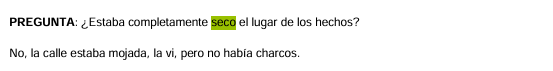 PREGUNTA: ¿Estaba completamente seco el lugar de los hechos?
No, la calle estaba mojada, la vi, pero no había charcos.